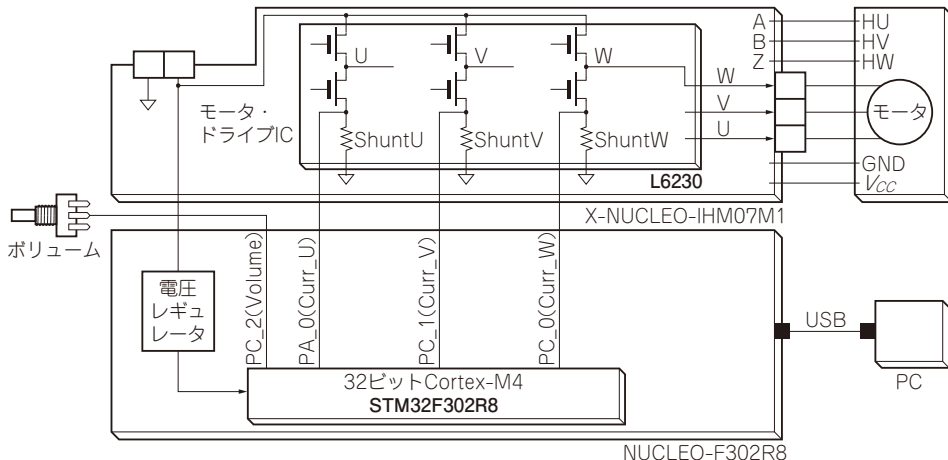 A
B
Z
HU
HV
HW
U
V
W
モータ・
ドライブIC
W
V
U
モータ
ShuntU
ShuntV
ShuntW
L6230
GND
Vcc
X-NUCLEO-IHM07M1
ボリューム
電圧
レギュ
レータ
PC_2(Volume)
PA_0(Curr_U)
PC_1(Curr_V)
PC_0(Curr_W)
USB
PC
32ビットCortex-M4
STM32F302R8
NUCLEO-F302R8